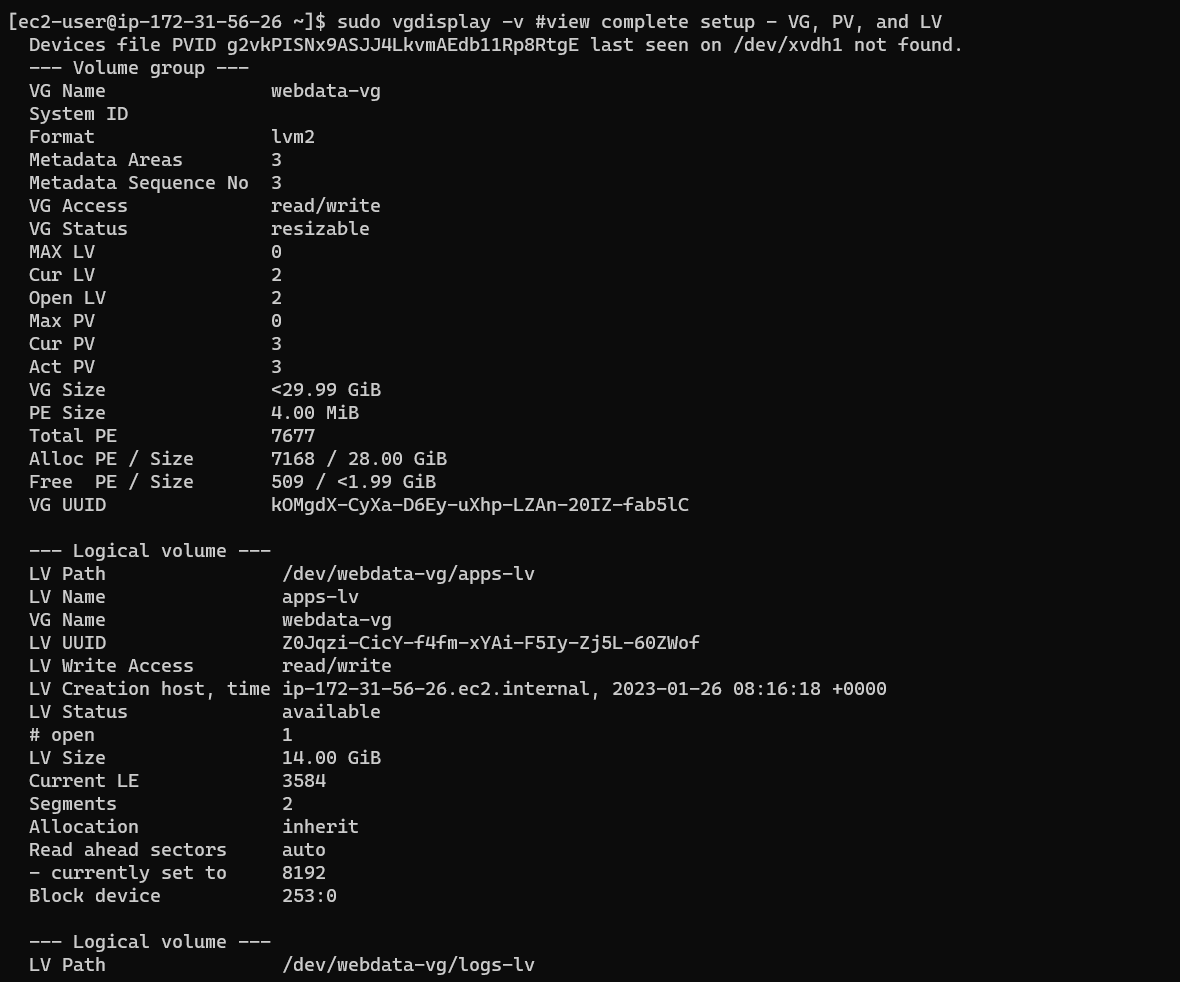 [ec2-user@ip-172-31-56-26 ~]$ sudo vgdisplay -v #view complete setup - VG, PV, and LV
  Devices file PVID g2vkPISNx9ASJJ4LkvmAEdb11Rp8RtgE last seen on /dev/xvdh1 not found.
  --- Volume group ---
  VG Name               webdata-vg
  System ID
  Format                lvm2
  Metadata Areas        3
  Metadata Sequence No  3
  VG Access             read/write
  VG Status             resizable
  MAX LV                0
  Cur LV                2
  Open LV               2
  Max PV                0
  Cur PV                3
  Act PV                3
  VG Size               <29.99 GiB
  PE Size               4.00 MiB
  Total PE              7677
  Alloc PE / Size       7168 / 28.00 GiB
  Free  PE / Size       509 / <1.99 GiB
  VG UUID               kOMgdX-CyXa-D6Ey-uXhp-LZAn-20IZ-fab5lC

  --- Logical volume ---
  LV Path                /dev/webdata-vg/apps-lv
  LV Name                apps-lv
  VG Name                webdata-vg
  LV UUID                Z0Jqzi-CicY-f4fm-xYAi-F5Iy-Zj5L-60ZWof
  LV Write Access        read/write
  LV Creation host, time ip-172-31-56-26.ec2.internal, 2023-01-26 08:16:18 +0000
  LV Status              available
  # open                 1
  LV Size                14.00 GiB
  Current LE             3584
  Segments               2
  Allocation             inherit
  Read ahead sectors     auto
  - currently set to     8192
  Block device           253:0

  --- Logical volume ---
  LV Path                /dev/webdata-vg/logs-lv